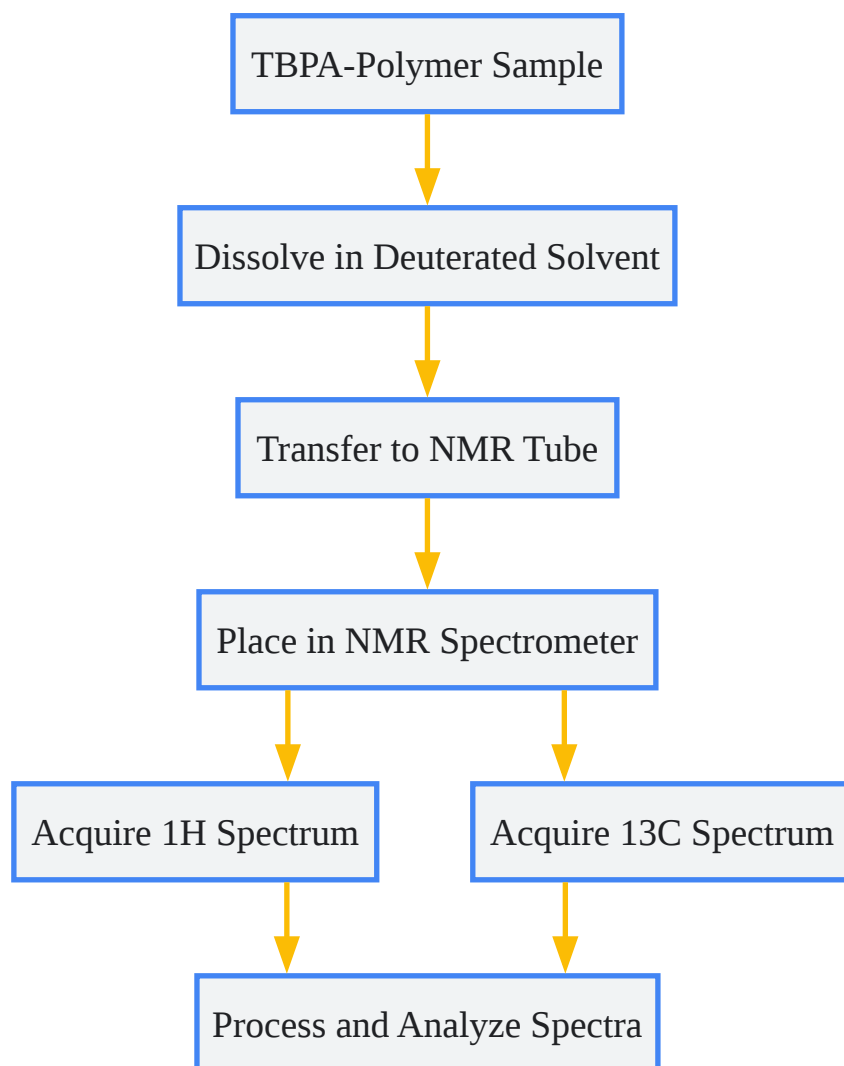 TBPA-Polymer Sample
Dissolve in Deuterated Solvent
Transfer to NMR Tube
Place in NMR Spectrometer
Acquire 1H Spectrum
Acquire 13C Spectrum
Process and Analyze Spectra